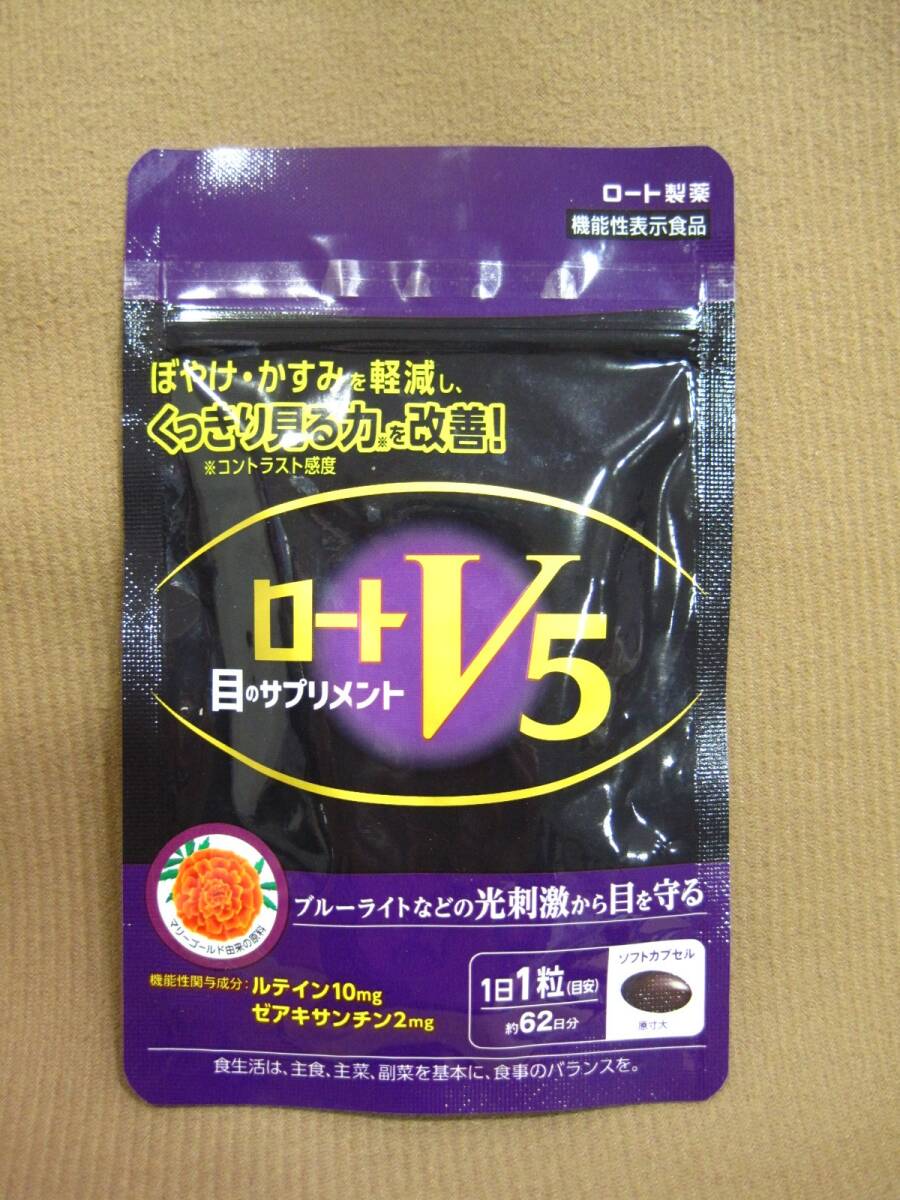 ロート製薬
機能性表示食品
ぼやけ・かすみを軽減し、
くっきり見る力※を改善!
※コントラスト感度
ロートV5
目のサプリメント
マリーゴールド由来の原料
ブルーライトなどの光刺激から目を守る
機能性関与成分: ルテイン10mg
ゼアキサンチン2mg
1日1粒(目安)
約62日分
ソフトカプセル
原寸大
食生活は、主食、主菜、副菜を基本に、食事のバランスを。